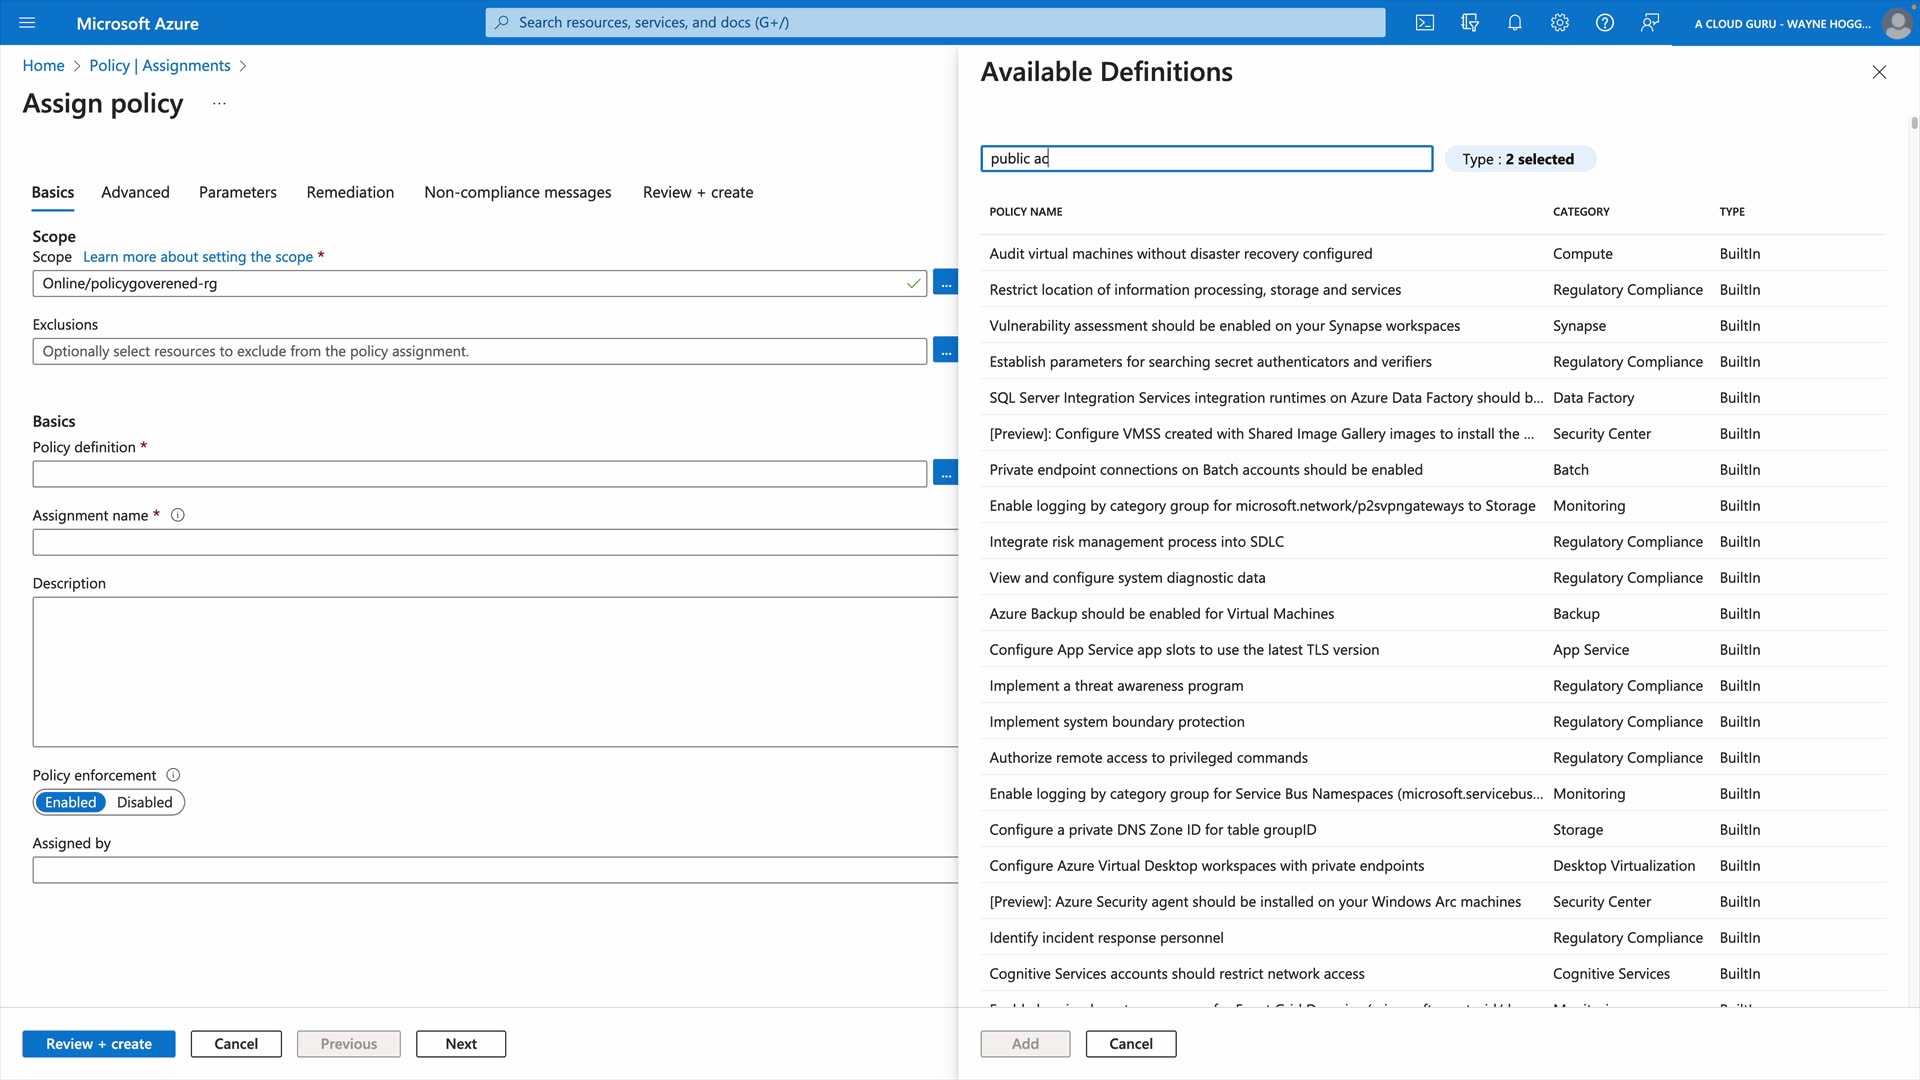 Microsoft Azure
Search resources, services, and docs (G+/)
A CLOUD GURU - WAYNE HOGG...
Home > Policy | Assignments >
Assign policy ...
Basics Advanced Parameters Remediation Non-compliance messages Review + create
Scope
Scope Learn more about setting the scope *
Online/policygoverened-rg
...
Exclusions
Optionally select resources to exclude from the policy assignment.
...
Basics
Policy definition *
...
Assignment name *
Description
Policy enforcement
Enabled Disabled
Assigned by
Review + create Cancel Previous Next
Available Definitions
public ac
Type : 2 selected
POLICY NAME CATEGORY TYPE
Audit virtual machines without disaster recovery configured Compute BuiltIn
Restrict location of information processing, storage and services Regulatory Compliance BuiltIn
Vulnerability assessment should be enabled on your Synapse workspaces Synapse BuiltIn
Establish parameters for searching secret authenticators and verifiers Regulatory Compliance BuiltIn
SQL Server Integration Services integration runtimes on Azure Data Factory should b... Data Factory BuiltIn
[Preview]: Configure VMSS created with Shared Image Gallery images to install the ... Security Center BuiltIn
Private endpoint connections on Batch accounts should be enabled Batch BuiltIn
Enable logging by category group for microsoft.network/p2svpngateways to Storage Monitoring BuiltIn
Integrate risk management process into SDLC Regulatory Compliance BuiltIn
View and configure system diagnostic data Regulatory Compliance BuiltIn
Azure Backup should be enabled for Virtual Machines Backup BuiltIn
Configure App Service app slots to use the latest TLS version App Service BuiltIn
Implement a threat awareness program Regulatory Compliance BuiltIn
Implement system boundary protection Regulatory Compliance BuiltIn
Authorize remote access to privileged commands Regulatory Compliance BuiltIn
Enable logging by category group for Service Bus Namespaces (microsoft.servicebus... Monitoring BuiltIn
Configure a private DNS Zone ID for table groupID Storage BuiltIn
Configure Azure Virtual Desktop workspaces with private endpoints Desktop Virtualization BuiltIn
[Preview]: Azure Security agent should be installed on your Windows Arc machines Security Center BuiltIn
Identify incident response personnel Regulatory Compliance BuiltIn
Cognitive Services accounts should restrict network access Cognitive Services BuiltIn
Add Cancel